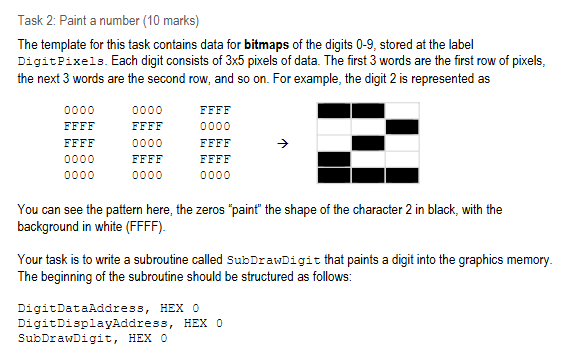 Task 2: Paint a number (10 marks)
The template for this task contains data for bitmaps of the digits 0-9, stored at the label
DigitPixels. Each digit consists of 3x5 pixels of data. The first 3 words are the first row of pixels,
the next 3 words are the second row, and so on. For example, the digit 2 is represented as
0000 0000 FFFF
FFFF FFFF 0000
FFFF 0000 FFFF →
0000 FFFF FFFF
0000 0000 0000
You can see the pattern here, the zeros "paint" the shape of the character 2 in black, with the
background in white (FFFF).
Your task is to write a subroutine called SubDrawDigit that paints a digit into the graphics memory.
The beginning of the subroutine should be structured as follows:
DigitDataAddress, HEX 0
DigitDisplayAddress, HEX 0
SubDrawDigit, HEX 0